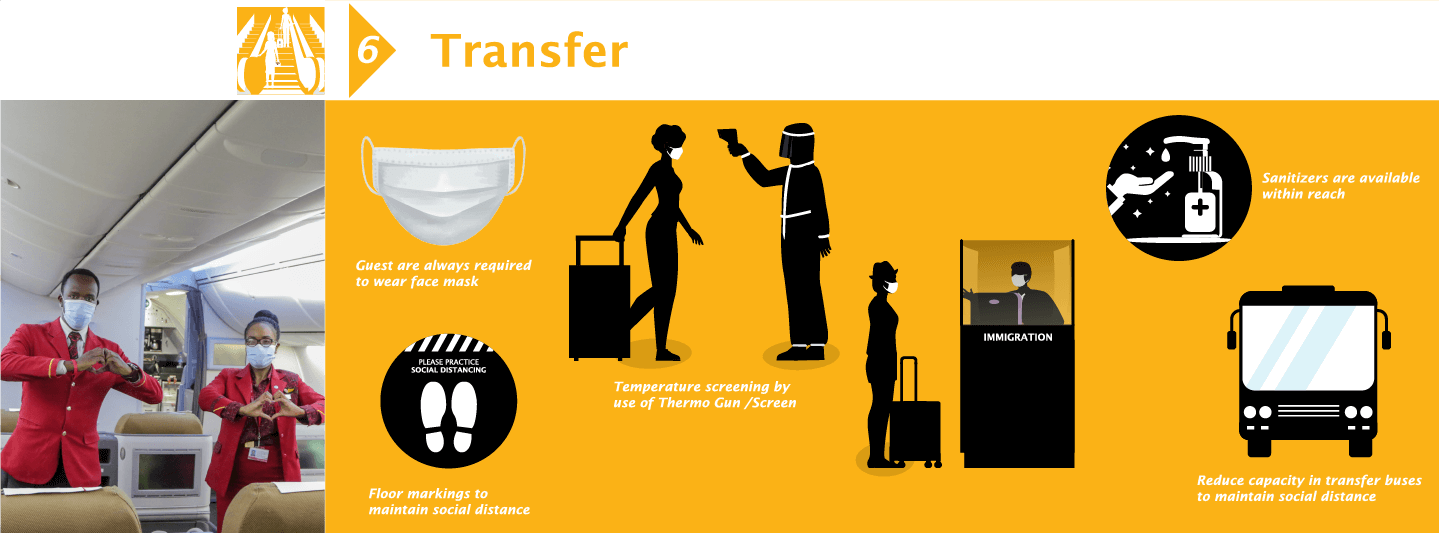 6
Transfer
Guest are always required
to wear face mask
PLEASE PRACTICE
SOCIAL DISTANCING
Floor markings to
maintain social distance
Temperature screening by
use of Thermo Gun /Screen
IMMIGRATION
Sanitizers are available
within reach
Reduce capacity in transfer buses
to maintain social distance